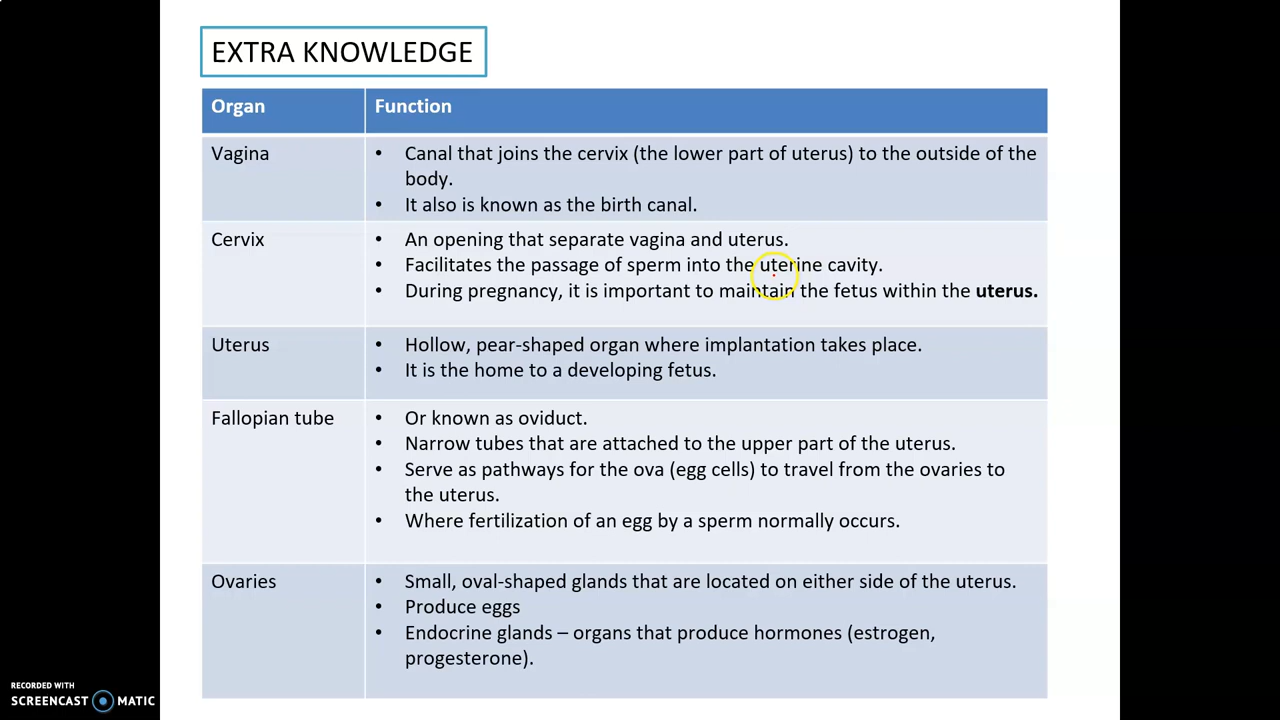 EXTRA KNOWLEDGE
Organ Function
Vagina
• Canal that joins the cervix (the lower part of uterus) to the outside of the
body.
• It also is known as the birth canal.
Cervix
• An opening that separate vagina and uterus.
• Facilitates the passage of sperm into the uterine cavity.
• During pregnancy, it is important to maintain the fetus within the uterus.
Uterus
• Hollow, pear-shaped organ where implantation takes place.
• It is the home to a developing fetus.
Fallopian tube
• Or known as oviduct.
• Narrow tubes that are attached to the upper part of the uterus.
• Serve as pathways for the ova (egg cells) to travel from the ovaries to
the uterus.
• Where fertilization of an egg by a sperm normally occurs.
Ovaries
• Small, oval-shaped glands that are located on either side of the uterus.
• Produce eggs
• Endocrine glands – organs that produce hormones (estrogen,
progesterone).
RECORDED WITH
SCREENCAST MATIC